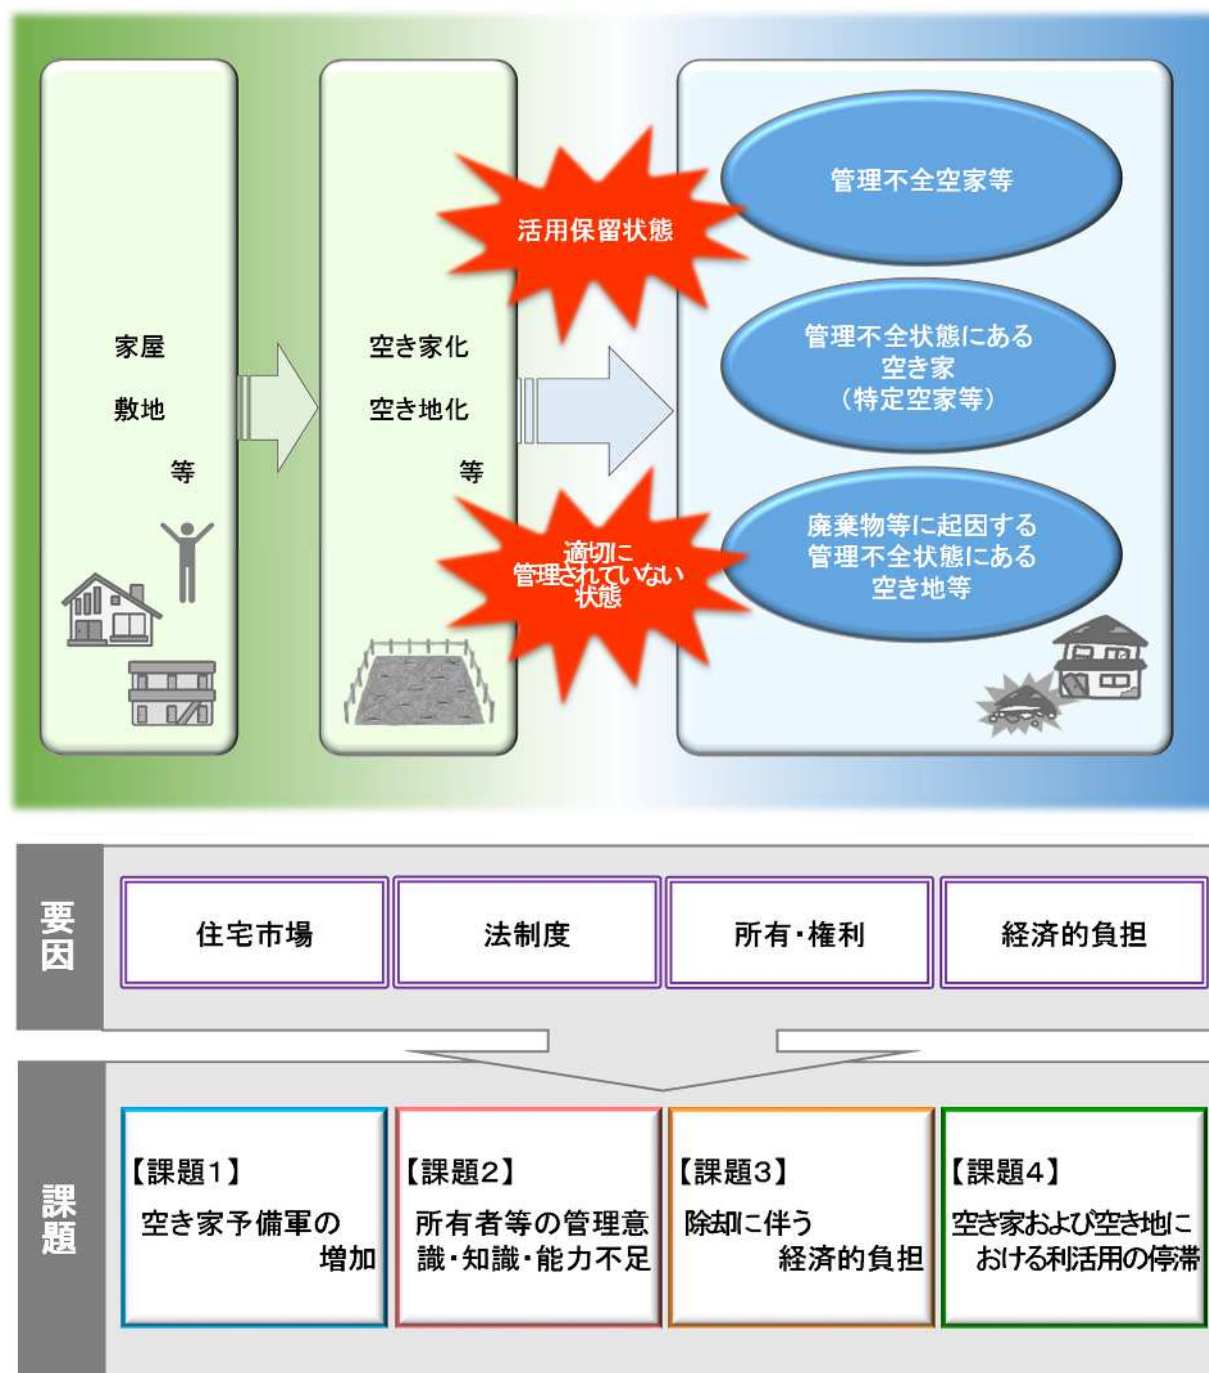 家屋
敷地
等
空き家化
空き地化
等
活用保留状態
適切に
管理されていない
状態
管理不全空家等
管理不全状態にある
空き家
（特定空家等）
廃棄物等に起因する
管理不全状態にある
空き地等
要因
住宅市場
法制度
所有・権利
経済的負担
課題
【課題１】
空き家予備軍の
増加
【課題２】
所有者等の管理意
識・知識・能力不足
【課題３】
除却に伴う
経済的負担
【課題４】
空き家および空き地に
おける利活用の停滞